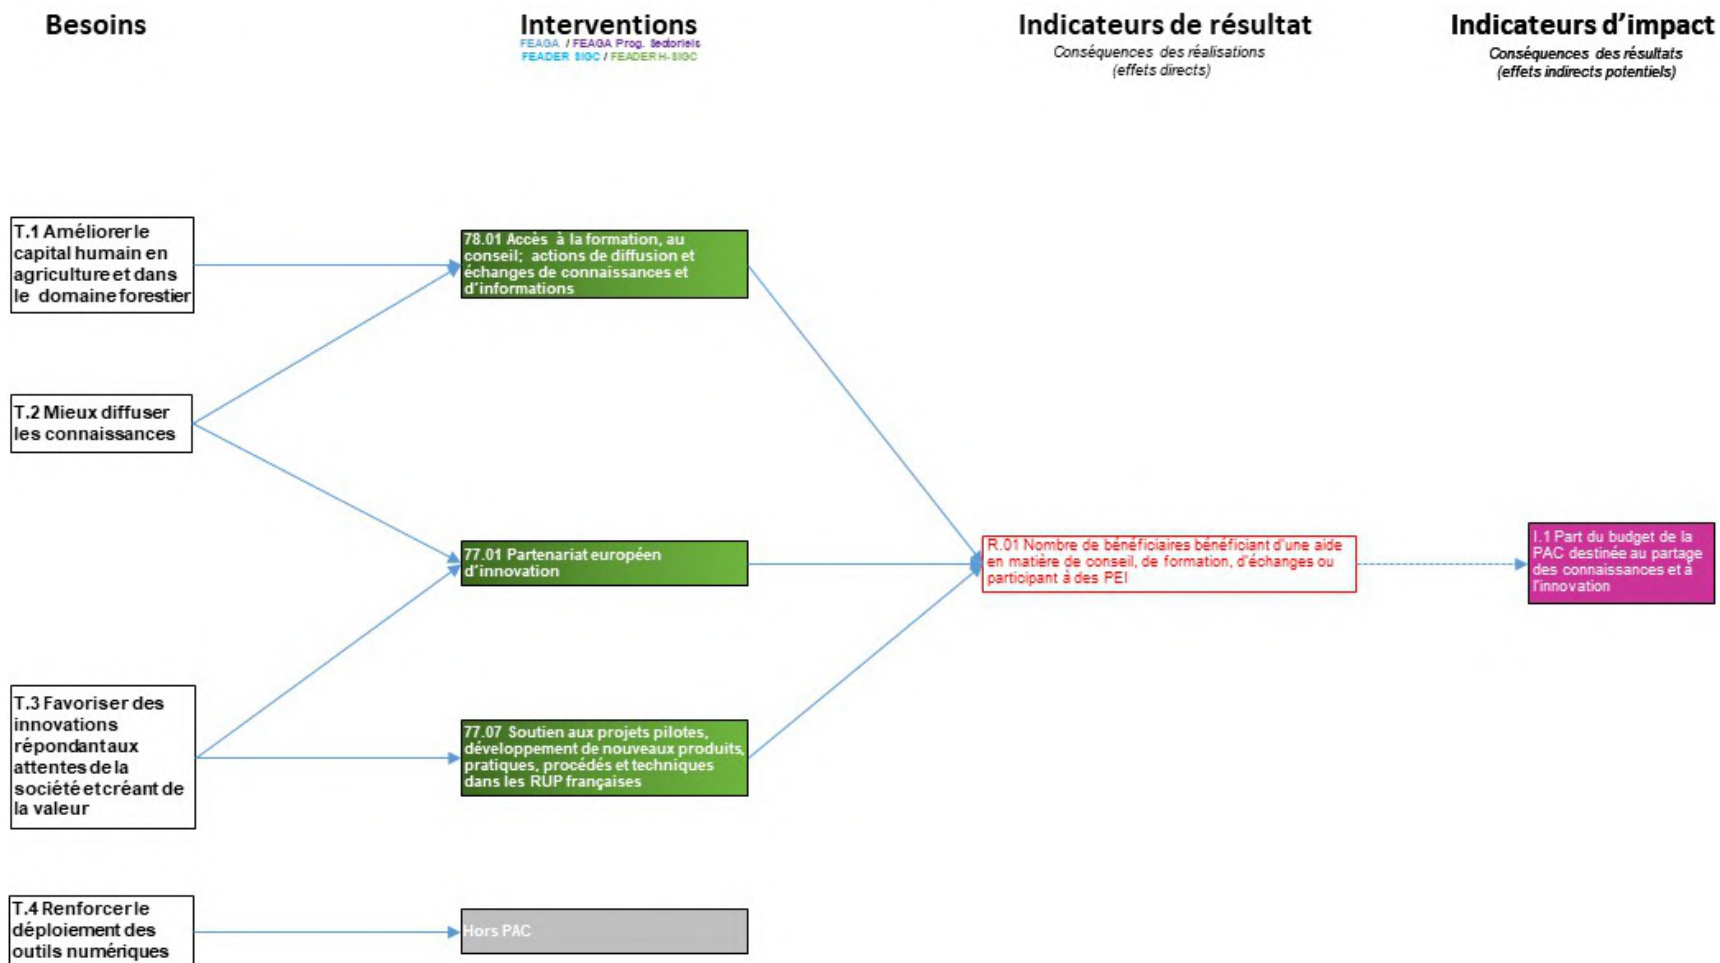 Besoins
Interventions
FEAGA / FEAGA Prog. Sectoriels
FEADER SIGC / FEADER H-SIGC
Indicateurs de résultat
Conséquences des réalisations
(effets directs)
Indicateurs d'impact
Conséquences des résultats
(effets indirects potentiels)
T.1 Améliorer le
capital humain en
agriculture et dans
le domaine forestier
78.01 Accès à la formation, au
conseil; actions de diffusion et
échanges de connaissances et
d'informations
T.2 Mieux diffuser
les connaissances
77.01 Partenariat européen
d'innovation
R.01 Nombre de bénéficiaires bénéficiant d'une aide
en matière de conseil, de formation, d'échanges ou
participant à des PEI
I.1 Part du budget de la
PAC destinée au partage
des connaissances et à
l'innovation
T.3 Favoriser des
innovations
répondant aux
attentes de la
société et créant de
la valeur
77.07 Soutien aux projets pilotes,
développement de nouveaux produits,
pratiques, procédés et techniques
dans les RUP françaises
T.4 Renforcer le
déploiement des
outils numériques
Hors PAC